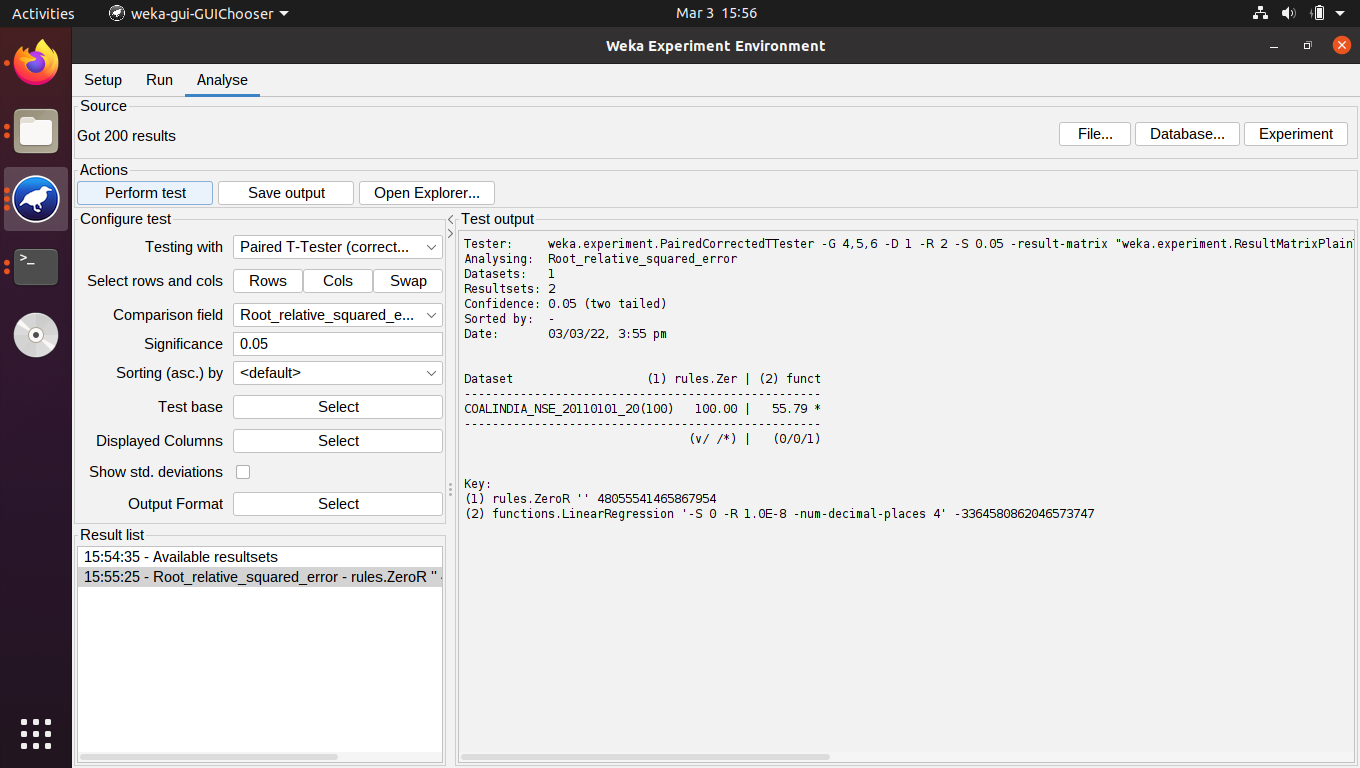 Activities
weka-gui-GUIChooser
Mar 3 15:56
Weka Experiment Environment
Setup Run Analyse
Source
Got 200 results
File... Database... Experiment
Actions
Perform test Save output Open Explorer...
Configure test
Testing with Paired T-Tester (correct...
Select rows and cols Rows Cols Swap
Comparison field Root_relative_squared_e...
Significance 0.05
Sorting (asc.) by <default>
Test base Select
Displayed Columns Select
Show std. deviations
Output Format Select
Result list
15:54:35 - Available resultsets
15:55:25 - Root_relative_squared_error - rules.ZeroR ''
Test output
Tester: weka.experiment.PairedCorrectedTTester -G 4,5,6 -D 1 -R 2 -S 0.05 -result-matrix "weka.experiment.ResultMatrixPlain
Analysing: Root_relative_squared_error
Datasets: 1
Resultsets: 2
Confidence: 0.05 (two tailed)
Sorted by: -
Date: 03/03/22, 3:55 pm
Dataset (1) rules.Zer | (2) funct
---------------------------------------------------
COALINDIA_NSE_20110101_20(100) 100.00 | 55.79 *
---------------------------------------------------
(v/ /*) | (0/0/1)
Key:
(1) rules.ZeroR '' 48055541465867954
(2) functions.LinearRegression '-S 0 -R 1.0E-8 -num-decimal-places 4' -3364580862046573747